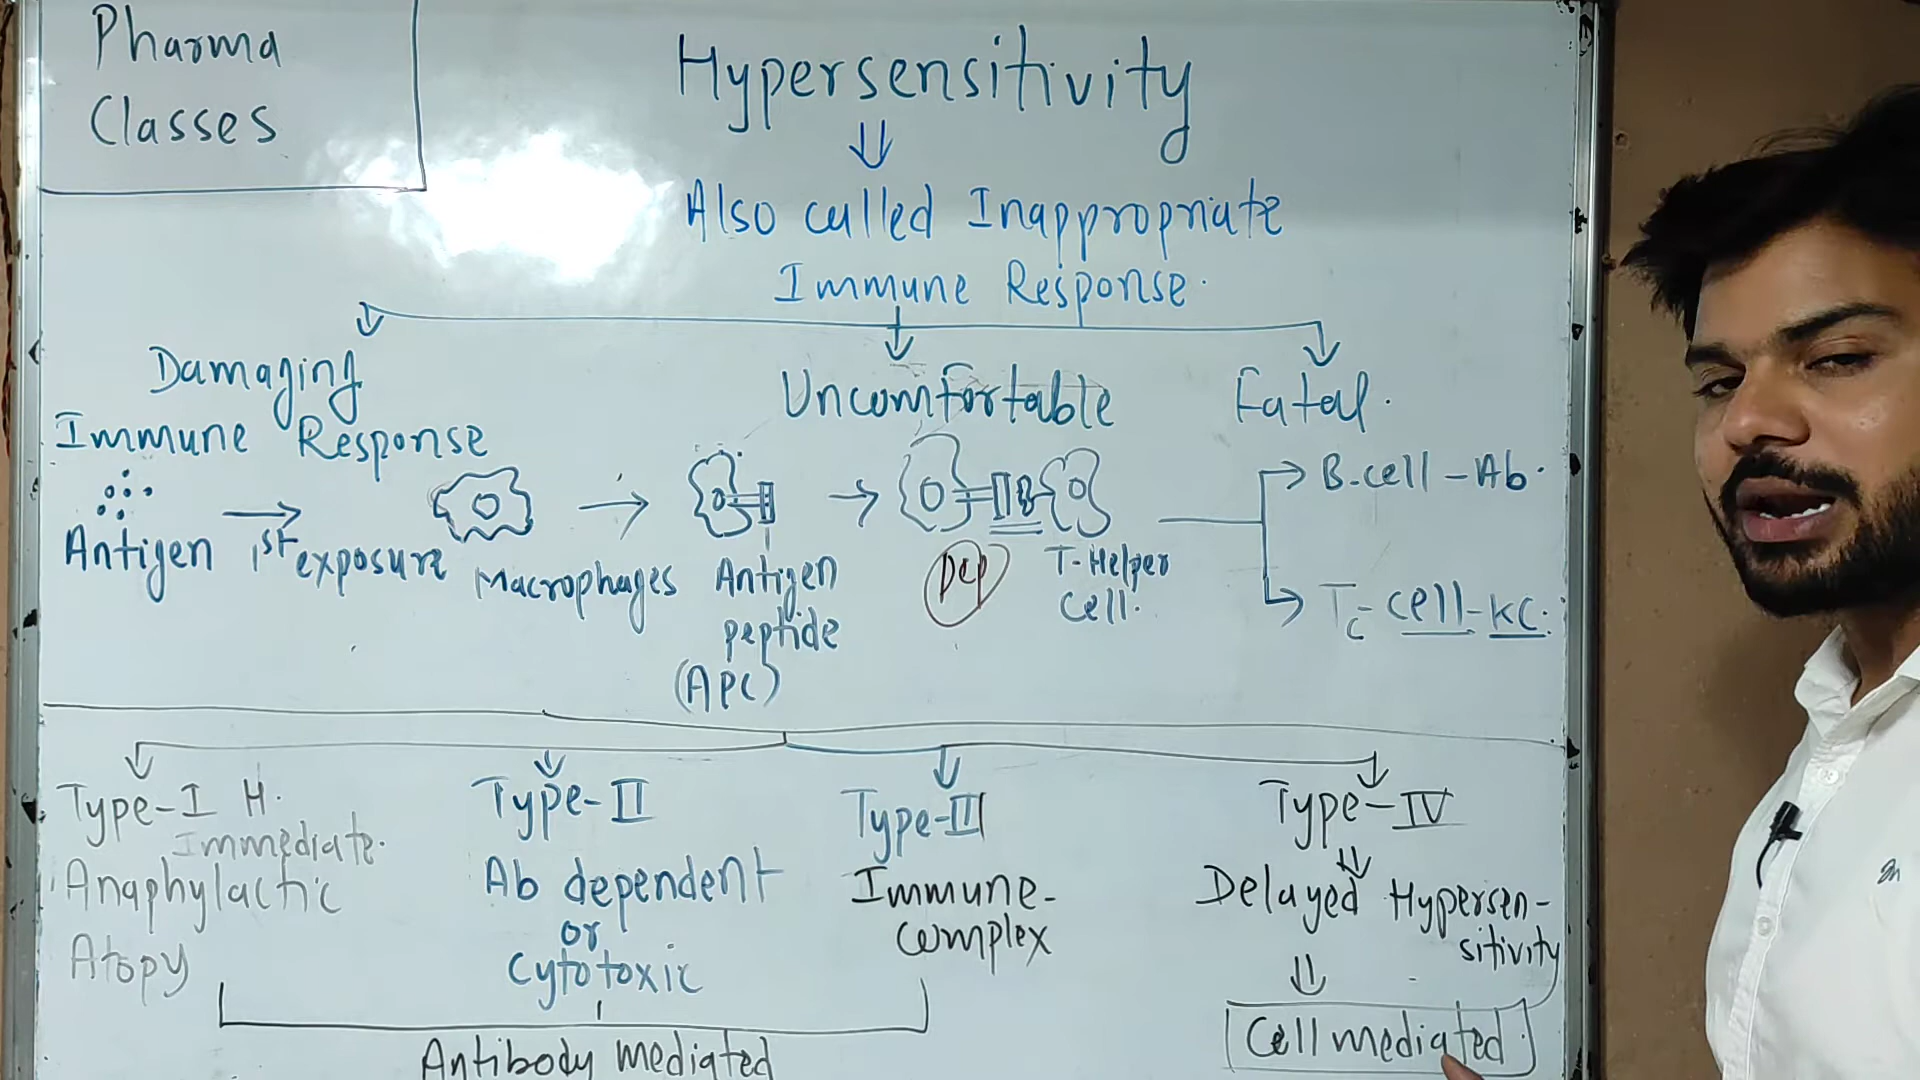 Pharma
Classes
Hypersensitivity
Also called Inappropriate
Immune Response.
Damaging
Immune Response
Uncomfortable
Fatal.
Antigen
1st exposure
Macrophages
Antigen
peptide
(APC)
T-Helper
Cell.
B.cell-Ab.
Tc-cell-KC.
Type-I H.
Immediate.
Anaphylactic
Atopy
Type-II
Ab dependent
or
Cytotoxic
Type-III
Immune-
complex
Antibody mediated
Type-IV
Delayed Hypersen-
sitivity
Cell mediated